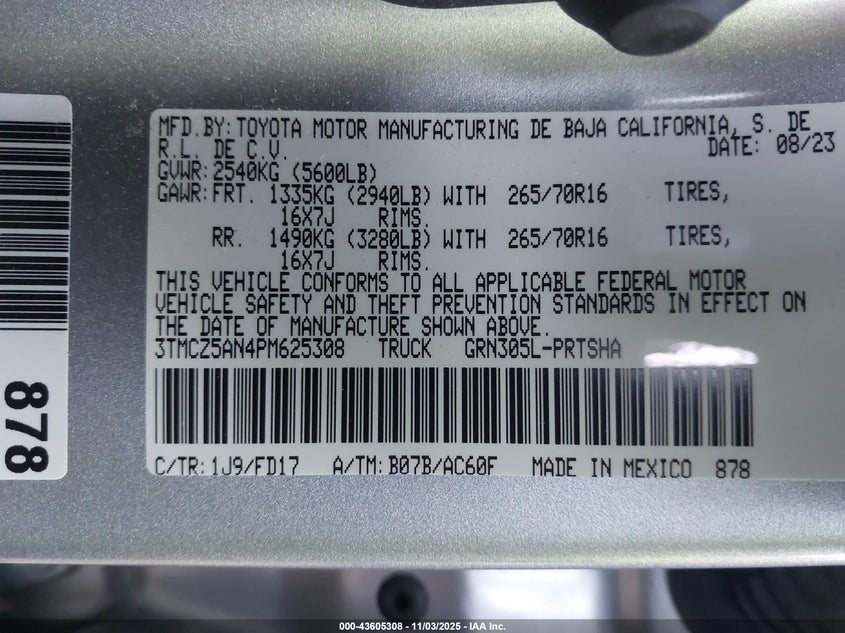 MFD.BY: TOYOTA MOTOR MANUFACTURING DE BAJA CALIFORNIA, S. DE
R.L. DE C.V. DATE: 08/23
GVWR: 2540KG (5600LB)
GAWR: FRT. 1335KG (2940LB) WITH 265/70R16 TIRES,
16X7J RIMS.
RR. 1490KG (3280LB) WITH 265/70R16 TIRES,
16X7J RIMS.
THIS VEHICLE CONFORMS TO ALL APPLICABLE FEDERAL MOTOR
VEHICLE SAFETY AND THEFT PREVENTION STANDARDS IN EFFECT ON
THE DATE OF MANUFACTURE SHOWN ABOVE.
3TMCZ5AN4PM625308 TRUCK GRN305L-PRTSHA
C/TR: 1J9/FD17 A/TM: B07B/AC60F MADE IN MEXICO 878
878
000-43605308 - 11/03/2025 - IAA Inc.